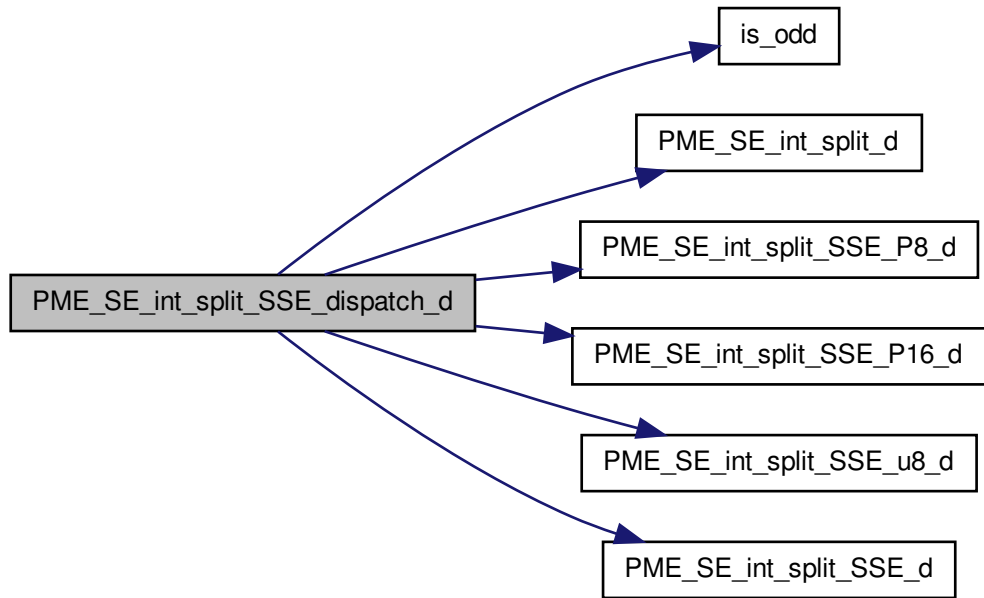 is_odd
PME_SE_int_split_d
PME_SE_int_split_SSE_P8_d
PME_SE_int_split_SSE_dispatch_d
PME_SE_int_split_SSE_P16_d
PME_SE_int_split_SSE_u8_d
PME_SE_int_split_SSE_d